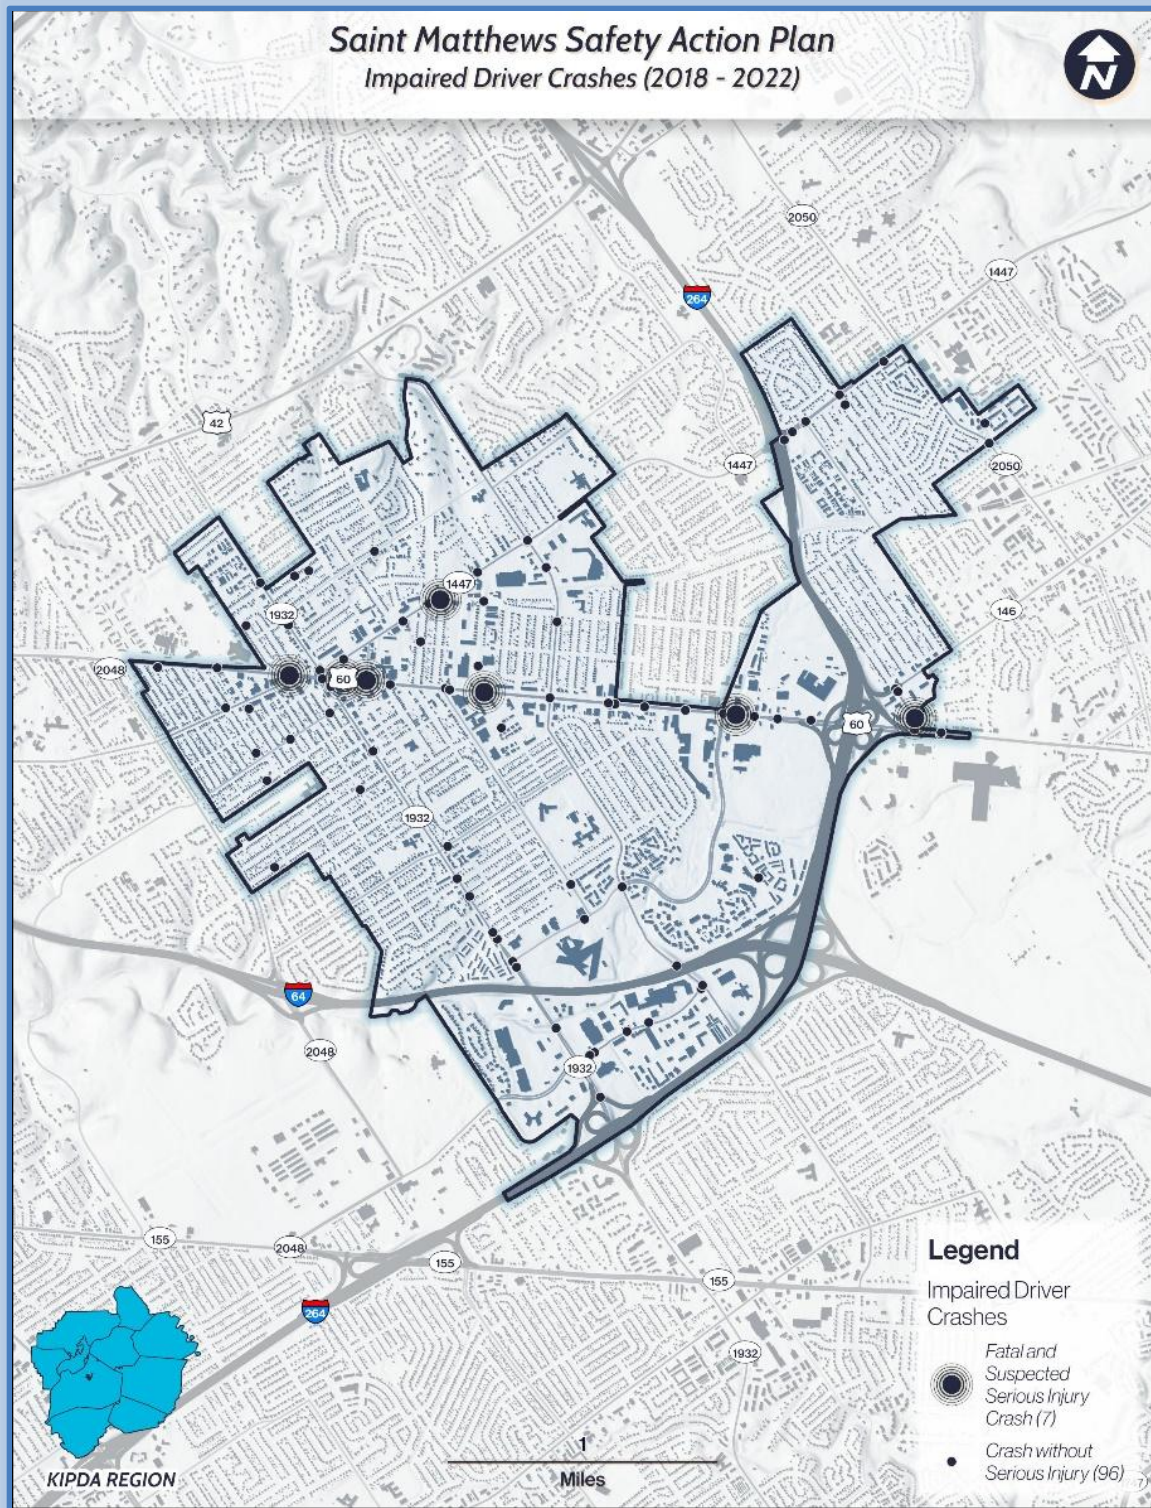 Saint Matthews Safety Action Plan
Impaired Driver Crashes (2018 - 2022)
N
2050
1447
264
42
1447
2050
1447
1932
146
2048
60
60
1932
64
2048
1932
155
2048
155
155
264
1932
Legend
Impaired Driver
Crashes
Fatal and
Suspected
Serious Injury
Crash (7)
Crash without
Serious Injury (96)
1
Miles
KIPDA REGION